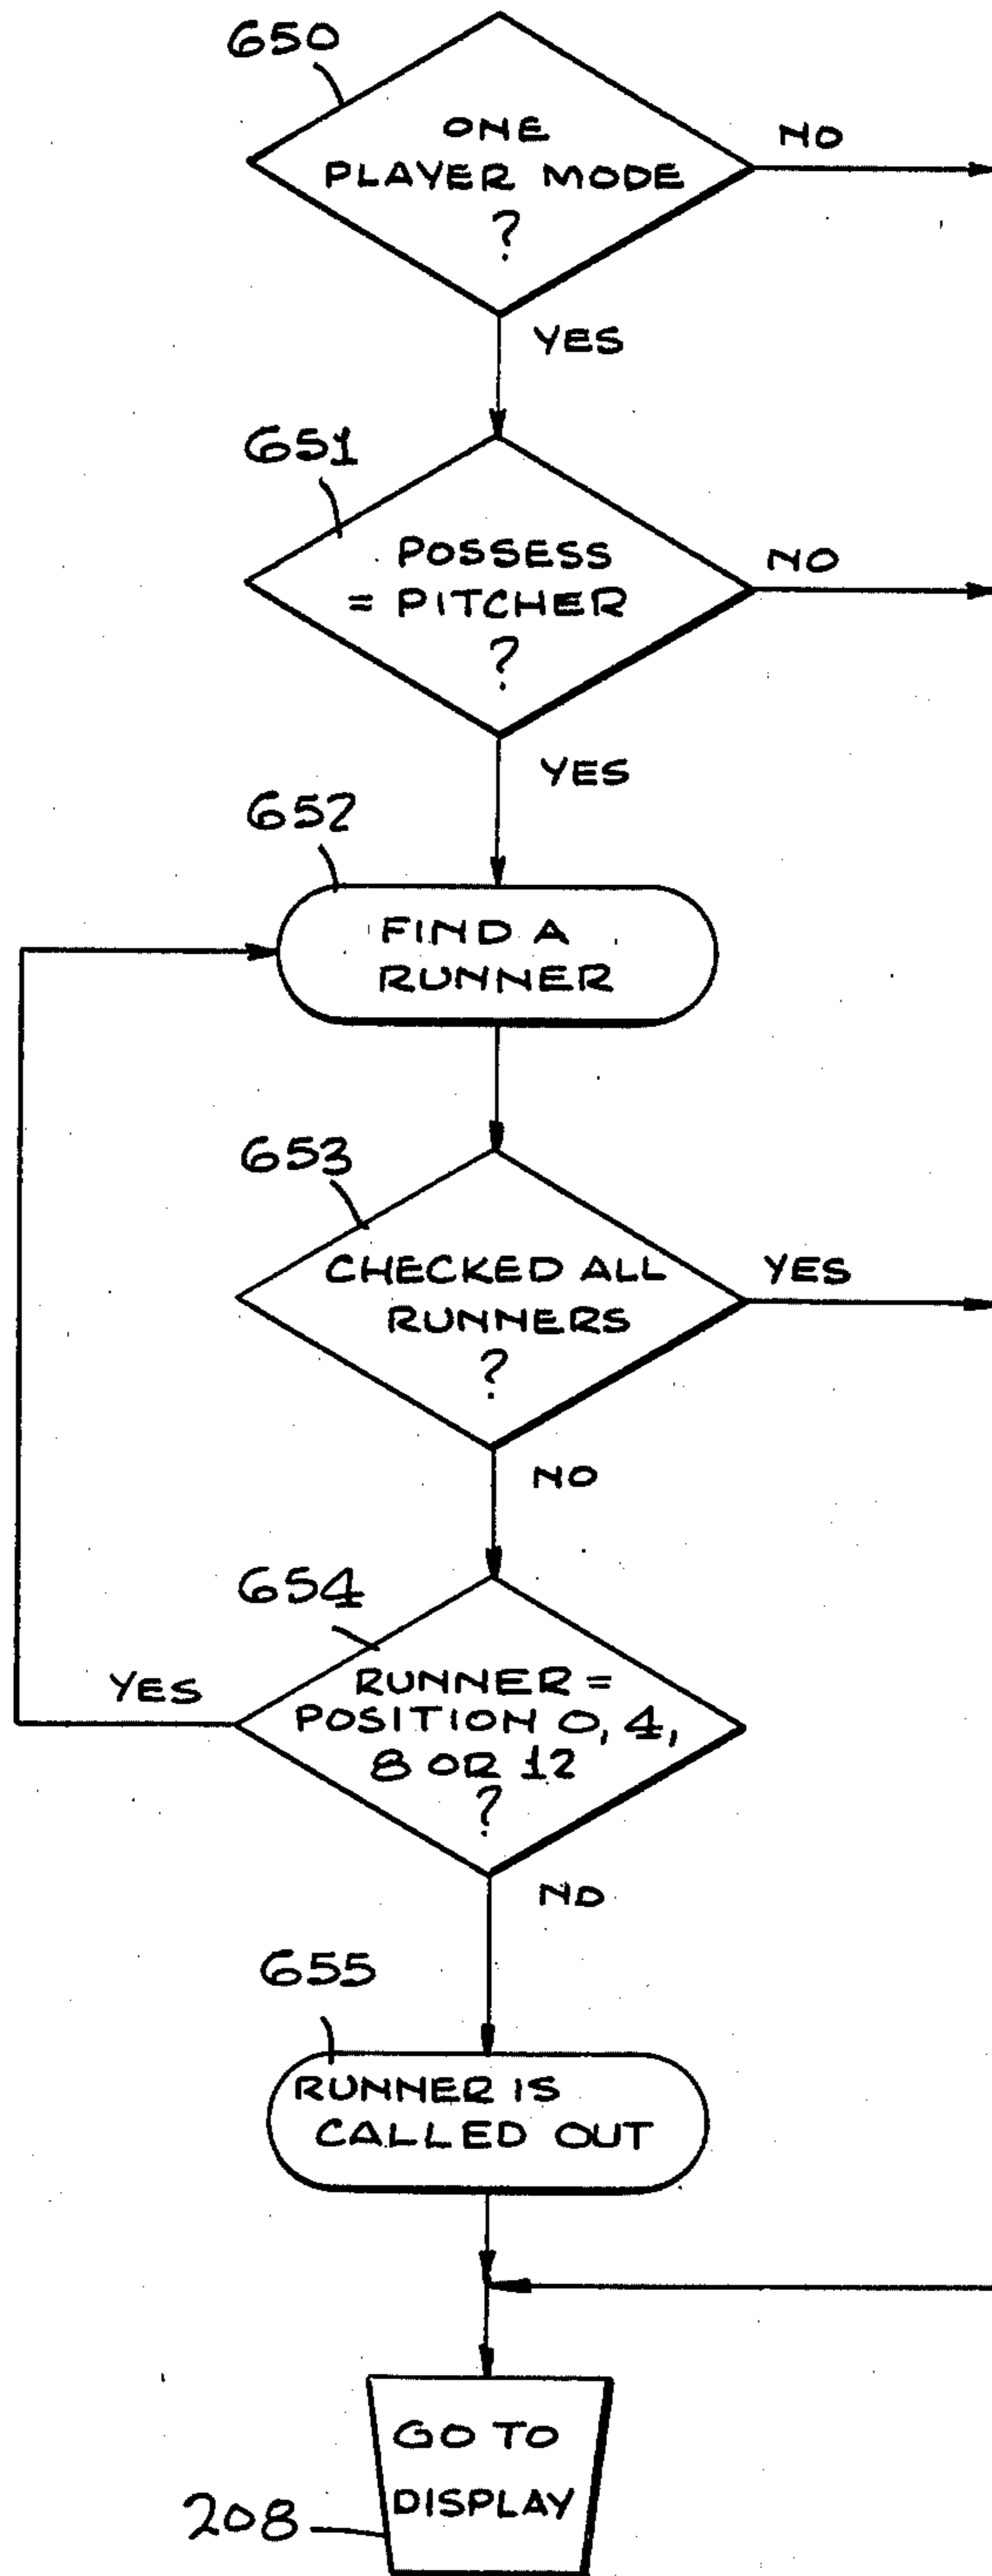 650
ONE
PLAYER MODE
?
NO
YES
651
POSSESS
= PITCHER
?
NO
YES
652
FIND A
RUNNER
653
CHECKED ALL
RUNNERS
?
YES
NO
654
RUNNER =
POSITION 0, 4,
8 OR 12
?
YES
NO
655
RUNNER IS
CALLED OUT
GO TO
DISPLAY
208